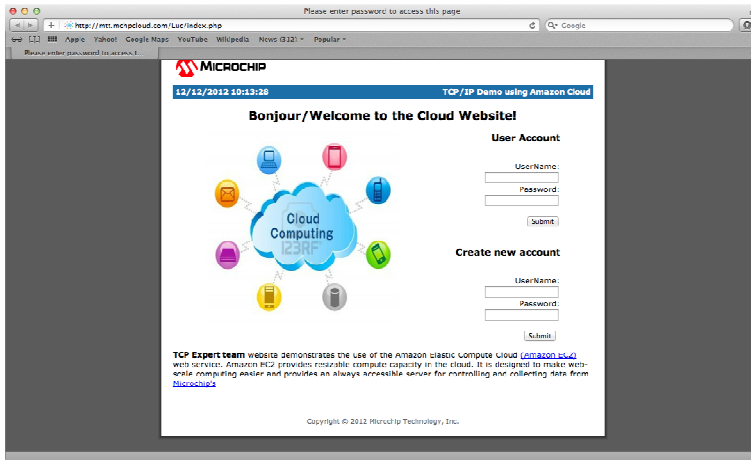 Please enter password to access this page
http://mtt.mchpcloud.com/Luc/index.php
Google
Apple Yahoo! Google Maps YouTube Wikipedia News (312) Popular
Please enter password to access t...
MICROCHIP
12/12/2012 10:13:28 TCP/IP Demo using Amazon Cloud
Bonjour/Welcome to the Cloud Website!
User Account
UserName:
Password:
Submit
Cloud
Computing
123RF
Create new account
UserName:
Password:
Submit
TCP Expert team website demonstrates the use of the Amazon Elastic Compute Cloud (Amazon EC2)
web service. Amazon EC2 provides resizable compute capacity in the cloud. It is designed to make web-
scale computing easier and provides an always accessible server for controlling and collecting data from
Microchip's
Copyright © 2012 Microchip Technology, Inc.